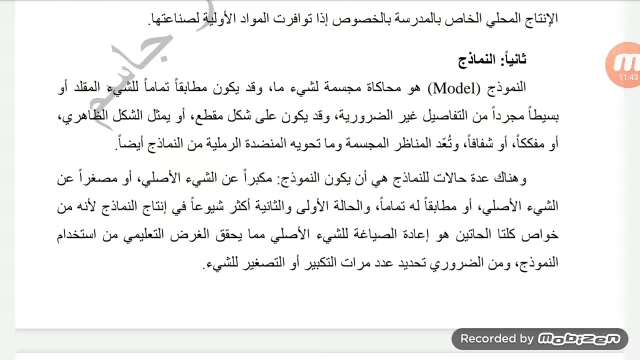 الإنتاج المحلي الخاص بالمدرسة بالخصوص إذا توافرت المواد الأولية لصناعتها.
ثانياً: النماذج
النموذج (Model) هو محاكاة مجسمة لشيء ما، وقد يكون مطابقاً تماماً للشيء المقلد أو
بسيطاً مجرداً من التفاصيل غير الضرورية، وقد يكون على شكل مقطع، أو يمثل الشكل الظاهري،
أو مفككاً، أو شفافاً، وتُعد المناظر المجسمة وما تحويه المنضدة الرملية من النماذج أيضاً.
وهناك عدة حالات للنماذج هي أن يكون النموذج: مكبراً عن الشيء الأصلي، أو مصغراً عن
الشيء الأصلي، أو مطابقاً له تماماً، والحالة الأولى والثانية أكثر شيوعاً في إنتاج النماذج لأنه من
خواص كلتا الحاتين هو إعادة الصياغة للشيء الأصلي مما يحقق الغرض التعليمي من استخدام
النموذج، ومن الضروري تحديد عدد مرات التكبير أو التصغير للشيء.
جاسم
11:43
Recorded by MOBIZEN